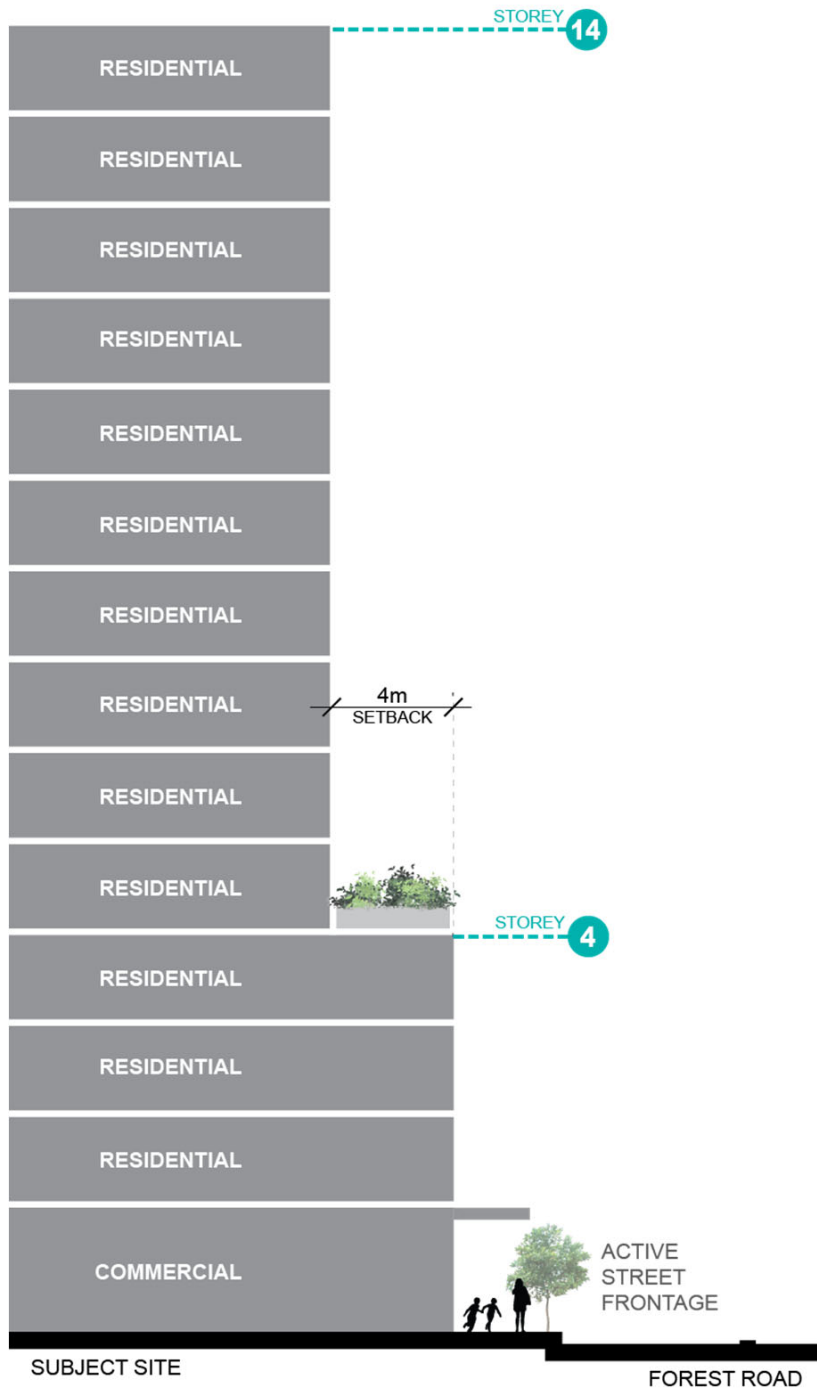 STOREY 14
RESIDENTIAL
RESIDENTIAL
RESIDENTIAL
RESIDENTIAL
RESIDENTIAL
RESIDENTIAL
RESIDENTIAL
RESIDENTIAL
4m
SETBACK
RESIDENTIAL
RESIDENTIAL
STOREY 4
RESIDENTIAL
RESIDENTIAL
RESIDENTIAL
COMMERCIAL
ACTIVE
STREET
FRONTAGE
SUBJECT SITE
FOREST ROAD